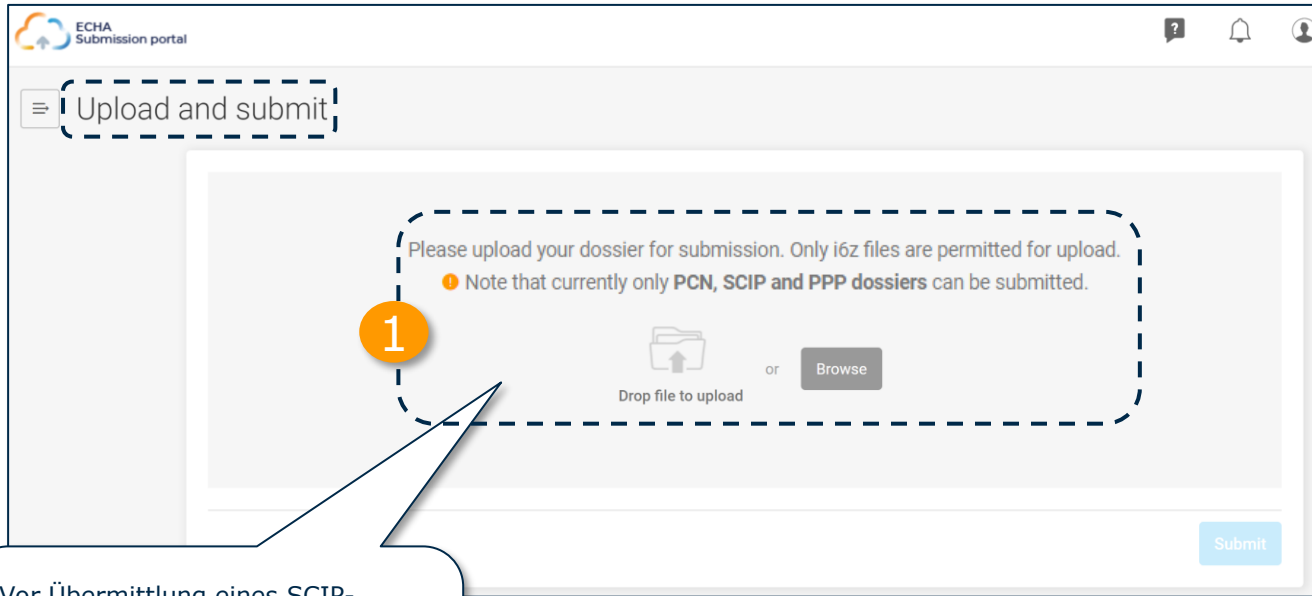 ECHA
Submission portal
?
Upload and submit
Please upload your dossier for submission. Only i6z files are permitted for upload.
! Note that currently only PCN, SCIP and PPP dossiers can be submitted.
1
or
Browse
Drop file to upload
Submit
Vor Übermittlung eines SCIP-